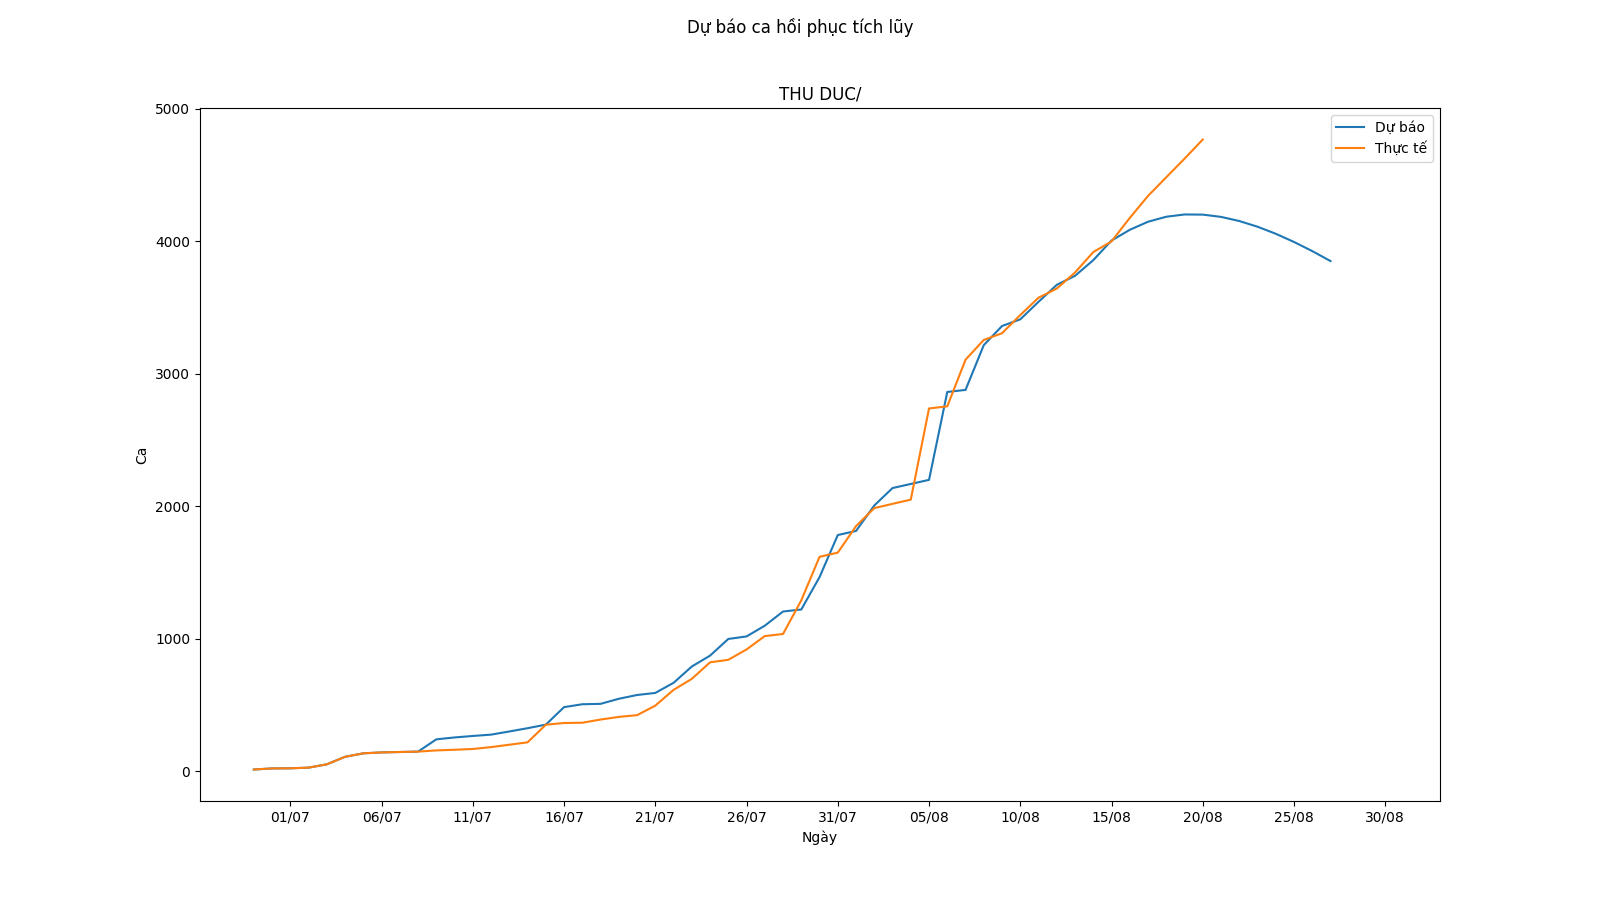 Dự báo ca hồi phục tích lũy
THU DUC/
5000
4000
3000
2000
1000
0
Ca
Dự báo
Thực tế
01/07 06/07 11/07 16/07 21/07 26/07 31/07 05/08 10/08 15/08 20/08 25/08 30/08
Ngày